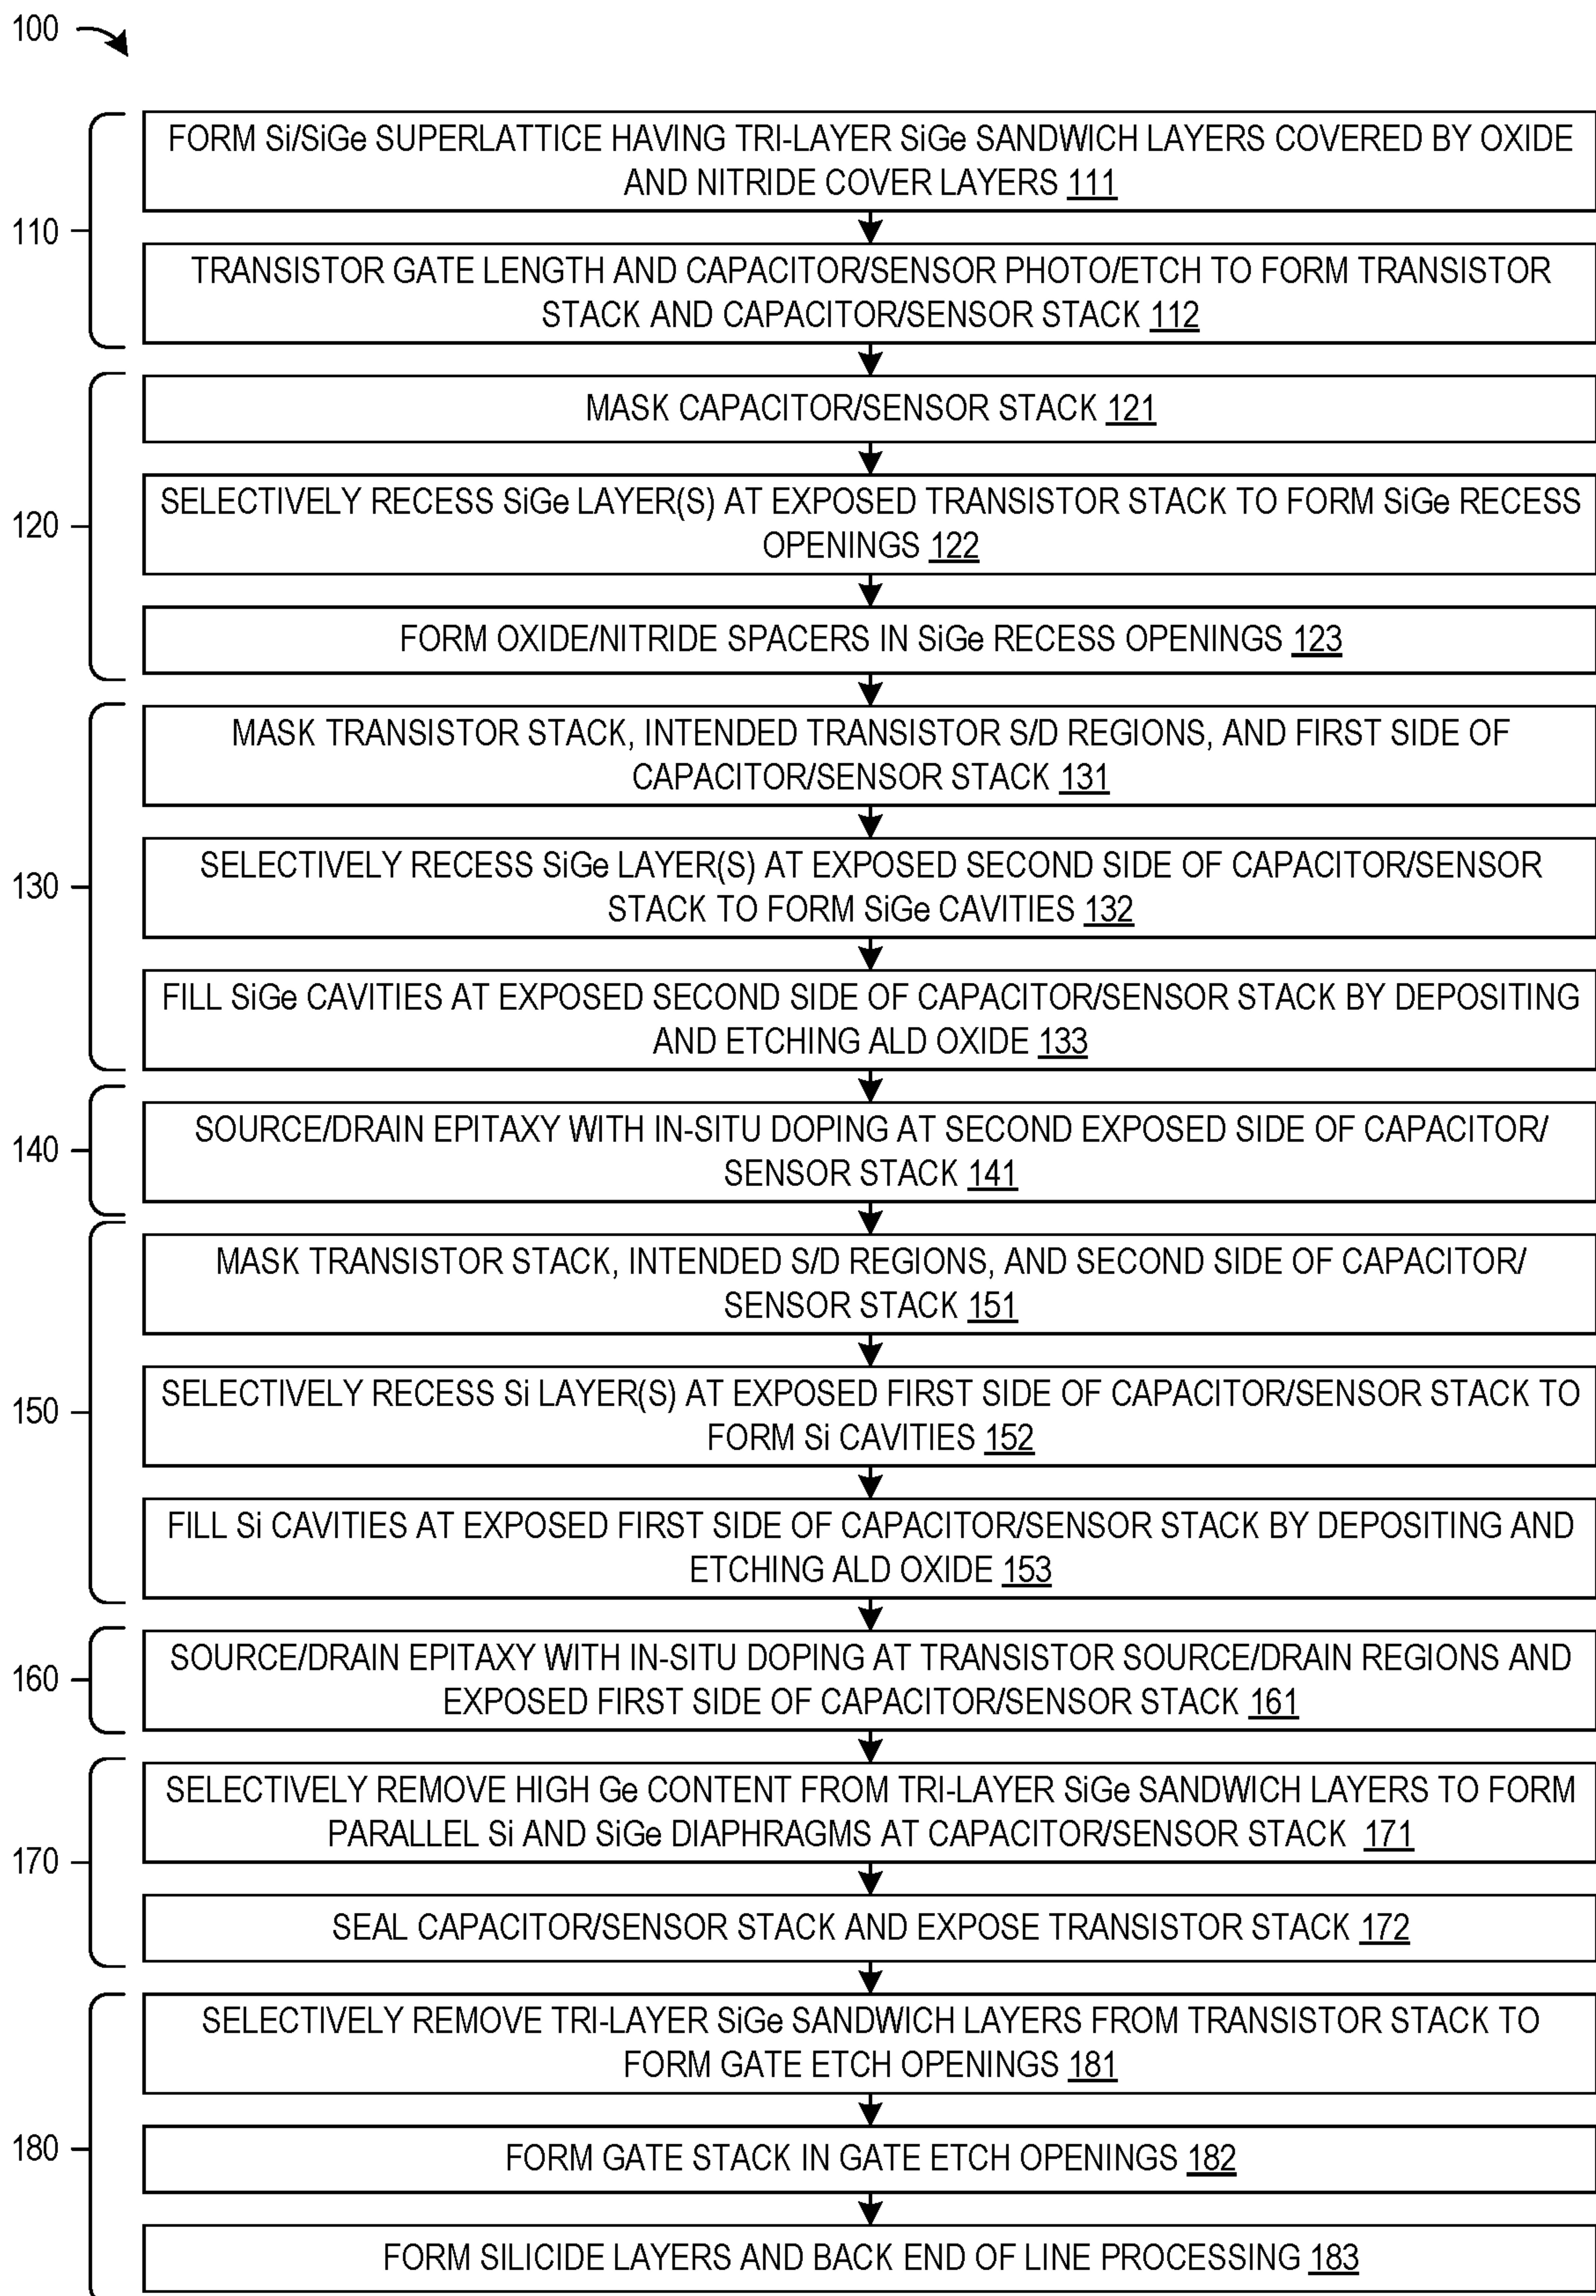 100
FORM Si/SiGe SUPERLATTICE HAVING TRI-LAYER SiGe SANDWICH LAYERS COVERED BY OXIDE
AND NITRIDE COVER LAYERS 111
110
TRANSISTOR GATE LENGTH AND CAPACITOR/SENSOR PHOTO/ETCH TO FORM TRANSISTOR
STACK AND CAPACITOR/SENSOR STACK 112
MASK CAPACITOR/SENSOR STACK 121
120
SELECTIVELY RECESS SiGe LAYER(S) AT EXPOSED TRANSISTOR STACK TO FORM SiGe RECESS
OPENINGS 122
FORM OXIDE/NITRIDE SPACERS IN SiGe RECESS OPENINGS 123
MASK TRANSISTOR STACK, INTENDED TRANSISTOR S/D REGIONS, AND FIRST SIDE OF
CAPACITOR/SENSOR STACK 131
130
SELECTIVELY RECESS SiGe LAYER(S) AT EXPOSED SECOND SIDE OF CAPACITOR/SENSOR
STACK TO FORM SiGe CAVITIES 132
FILL SiGe CAVITIES AT EXPOSED SECOND SIDE OF CAPACITOR/SENSOR STACK BY DEPOSITING
AND ETCHING ALD OXIDE 133
140
SOURCE/DRAIN EPITAXY WITH IN-SITU DOPING AT SECOND EXPOSED SIDE OF CAPACITOR/
SENSOR STACK 141
MASK TRANSISTOR STACK, INTENDED S/D REGIONS, AND SECOND SIDE OF CAPACITOR/
SENSOR STACK 151
150
SELECTIVELY RECESS Si LAYER(S) AT EXPOSED FIRST SIDE OF CAPACITOR/SENSOR STACK TO
FORM Si CAVITIES 152
FILL Si CAVITIES AT EXPOSED FIRST SIDE OF CAPACITOR/SENSOR STACK BY DEPOSITING AND
ETCHING ALD OXIDE 153
160
SOURCE/DRAIN EPITAXY WITH IN-SITU DOPING AT TRANSISTOR SOURCE/DRAIN REGIONS AND
EXPOSED FIRST SIDE OF CAPACITOR/SENSOR STACK 161
SELECTIVELY REMOVE HIGH Ge CONTENT FROM TRI-LAYER SiGe SANDWICH LAYERS TO FORM
PARALLEL Si AND SiGe DIAPHRAGMS AT CAPACITOR/SENSOR STACK 171
170
SEAL CAPACITOR/SENSOR STACK AND EXPOSE TRANSISTOR STACK 172
SELECTIVELY REMOVE TRI-LAYER SiGe SANDWICH LAYERS FROM TRANSISTOR STACK TO
FORM GATE ETCH OPENINGS 181
180
FORM GATE STACK IN GATE ETCH OPENINGS 182
FORM SILICIDE LAYERS AND BACK END OF LINE PROCESSING 183